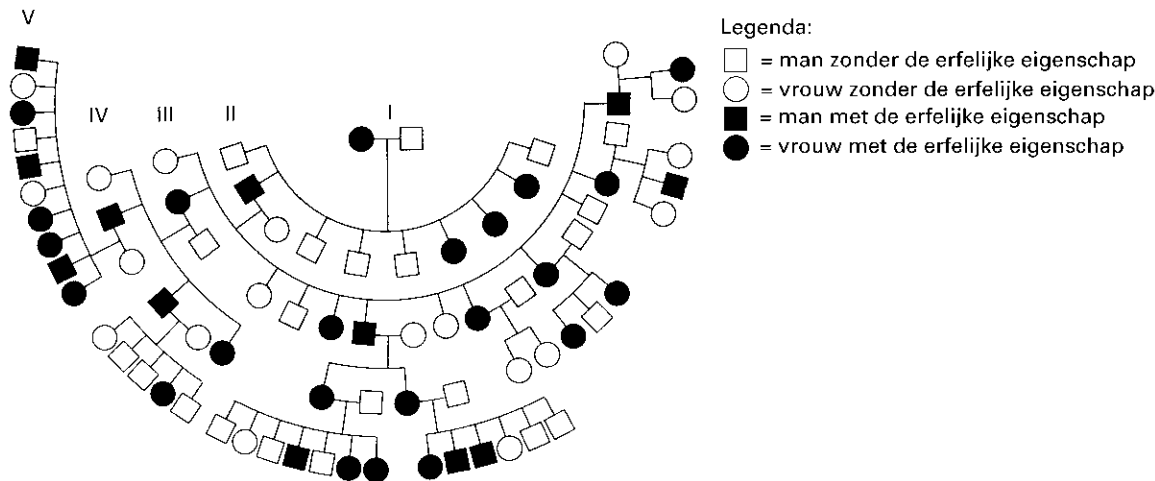 V
IV
III
II
I
Legenda:
= man zonder de erfelijke eigenschap
= vrouw zonder de erfelijke eigenschap
= man met de erfelijke eigenschap
= vrouw met de erfelijke eigenschap